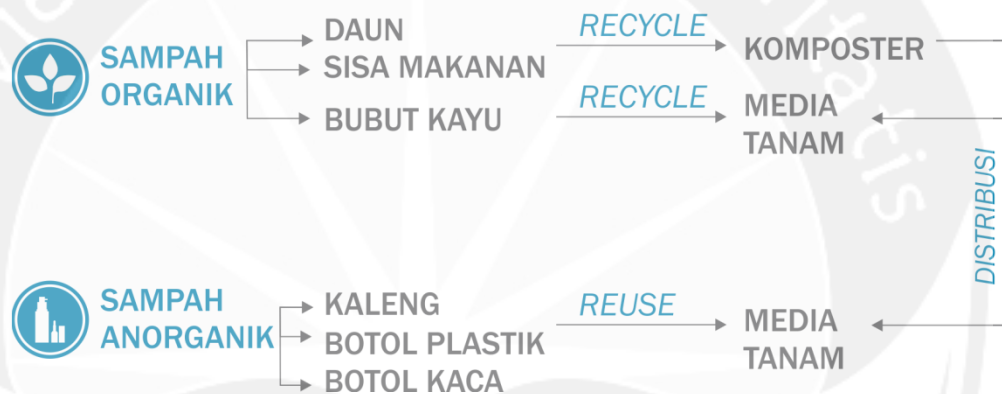 SAMPAH
ORGANIK
DAUN
SISA MAKANAN
BUBUT KAYU
RECYCLE
RECYCLE
KOMPOSTER
MEDIA
TANAM
DISTRIBUSI
SAMPAH
ANORGANIK
KALENG
BOTOL PLASTIK
BOTOL KACA
REUSE
MEDIA
TANAM